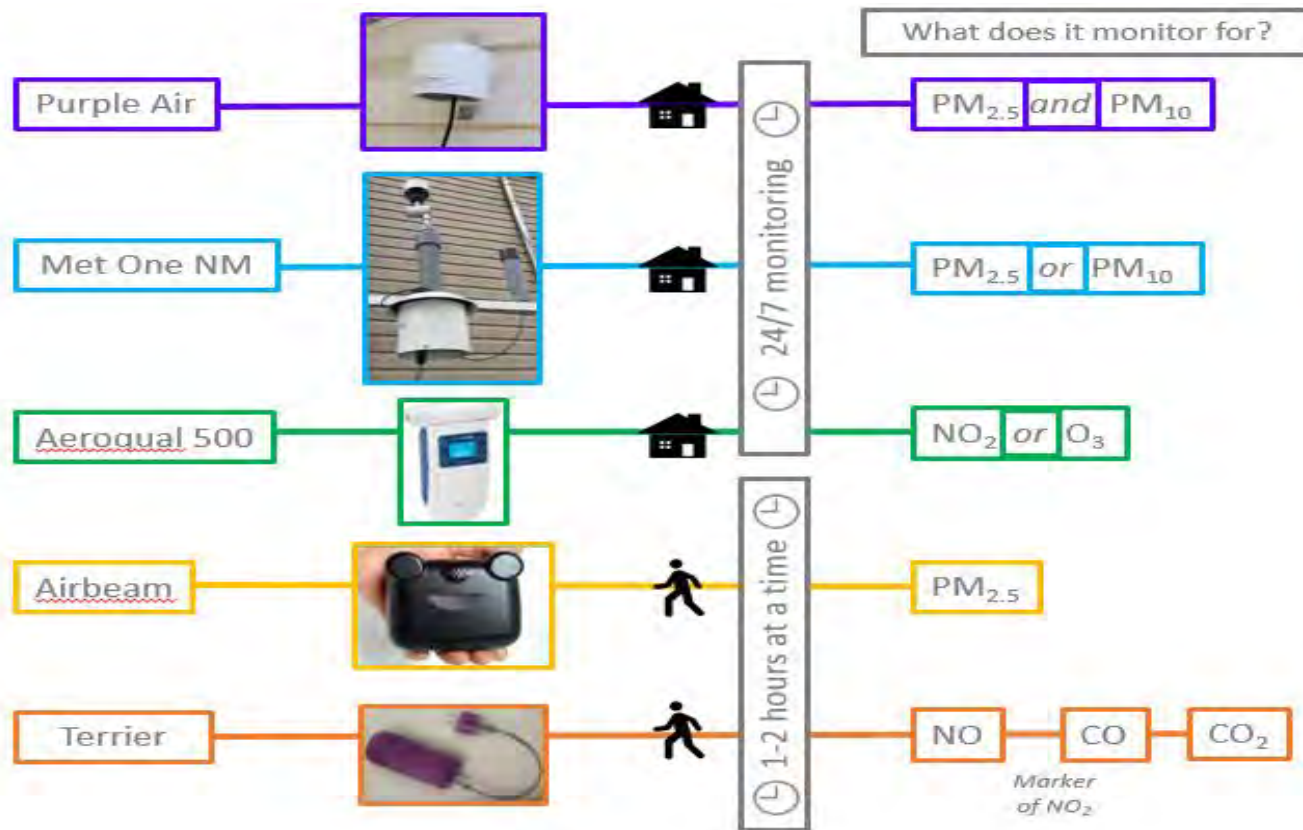 What does it monitor for?
Purple Air
PM₂.₅ and PM₁₀
Met One NM
PM₂.₅ or PM₁₀
24/7 monitoring
Aeroqual 500
NO₂ or O₃
Airbeam
PM₂.₅
1-2 hours at a time
Terrier
NO CO CO₂
Marker
of NO₂